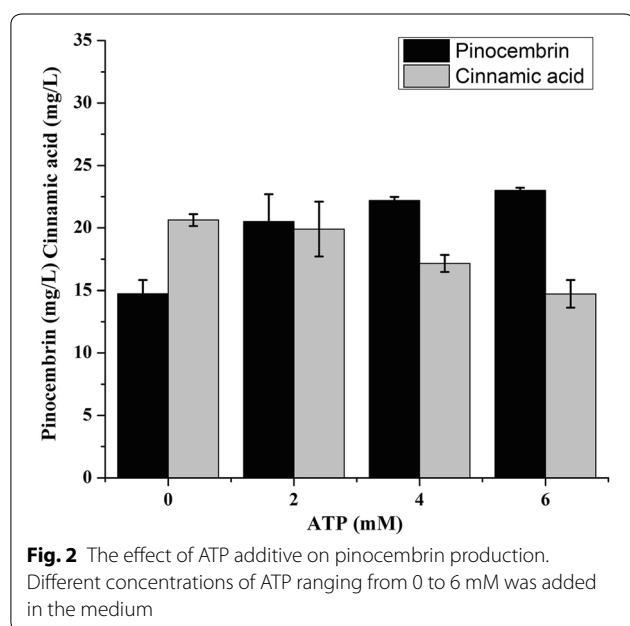 Pinocembrin
Cinnamic acid
Pinocembrin (mg/L) Cinnamic acid (mg/L)
35
30
25
20
15
10
5
0
0 2 4 6
ATP (mM)
Fig. 2 The effect of ATP additive on pinocembrin production.
Different concentrations of ATP ranging from 0 to 6 mM was added
in the medium